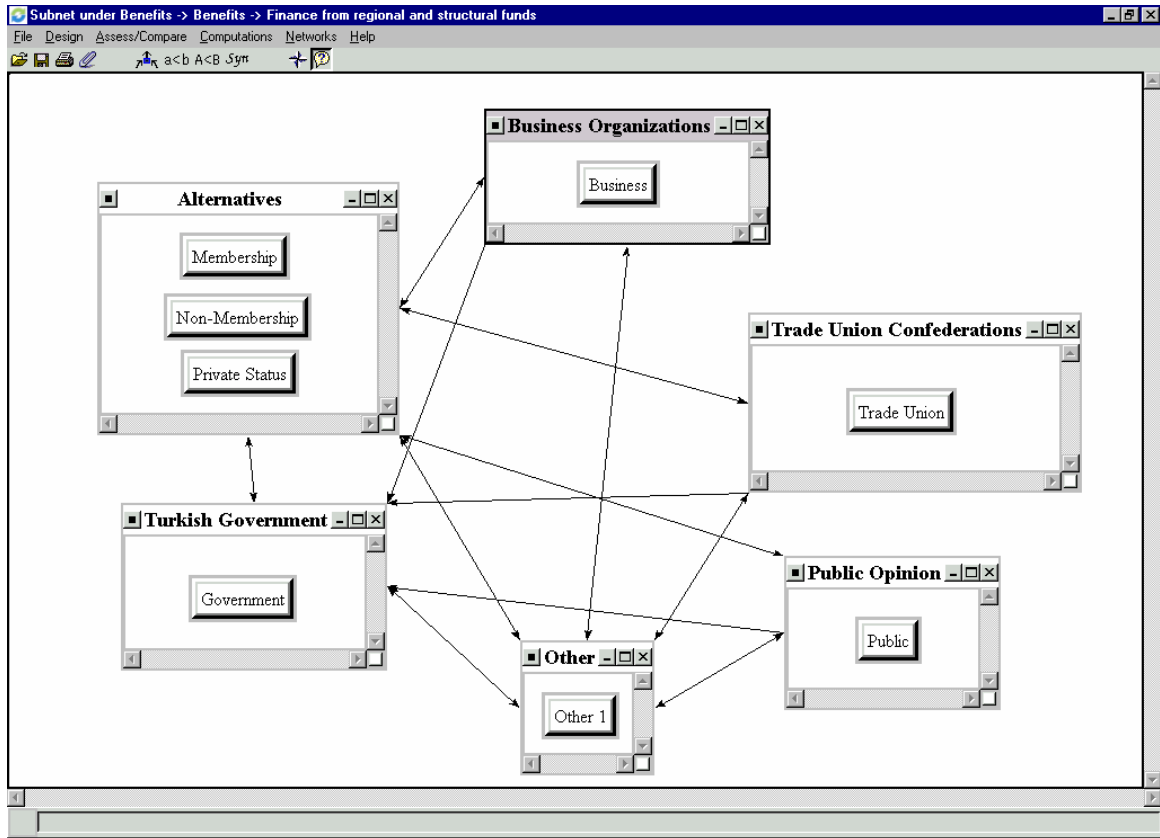 Subnet under Benefits -> Benefits -> Finance from regional and structural funds
File Design Assess/Compare Computations Networks Help
a<b A<B Syn
Business Organizations
Business
Alternatives
Membership
Non-Membership
Private Status
Trade Union Confederations
Trade Union
Turkish Government
Government
Public Opinion
Public
Other
Other 1